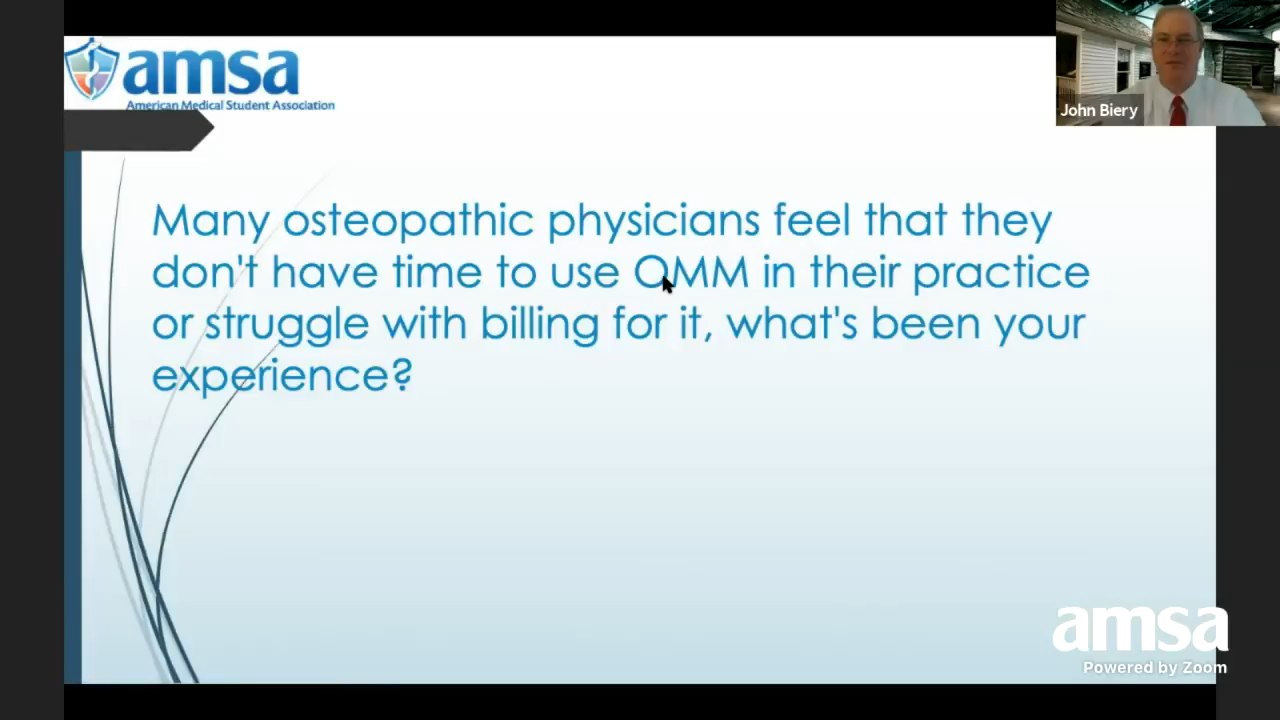 amsa
American Medical Student Association
John Biery
Many osteopathic physicians feel that they
don't have time to use OMM in their practice
or struggle with billing for it, what's been your
experience?
amsa
Powered by Zoom